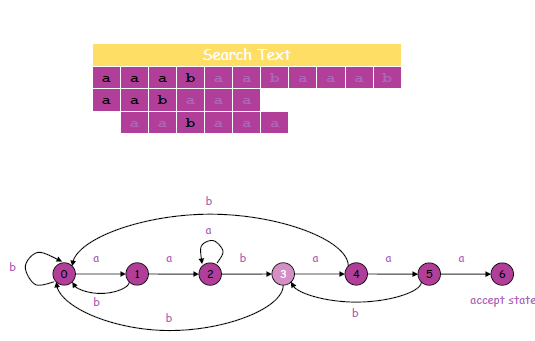 Search Text
a a a b a a b a a a b
a a b a a a
a a b a a a
b
a
b a a b a a a
0 1 2 3 4 5 6
b b
b
accept state